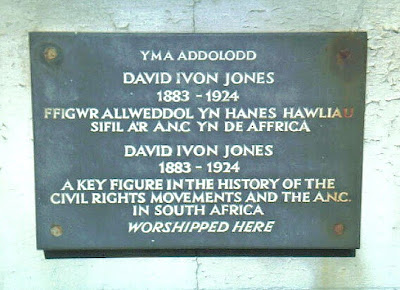 YMA ADDOLODD
DAVID IVON JONES
1883 - 1924
FFIGWR ALLWEDDOL YN HANES HAWLIAU
SIFIL A'R A.N.C YN DE AFFRICA
DAVID IVON JONES
1883 - 1924
A KEY FIGURE IN THE HISTORY OF THE
CIVIL RIGHTS MOVEMENTS AND THE A.N.C.
IN SOUTH AFRICA
WORSHIPPED HERE